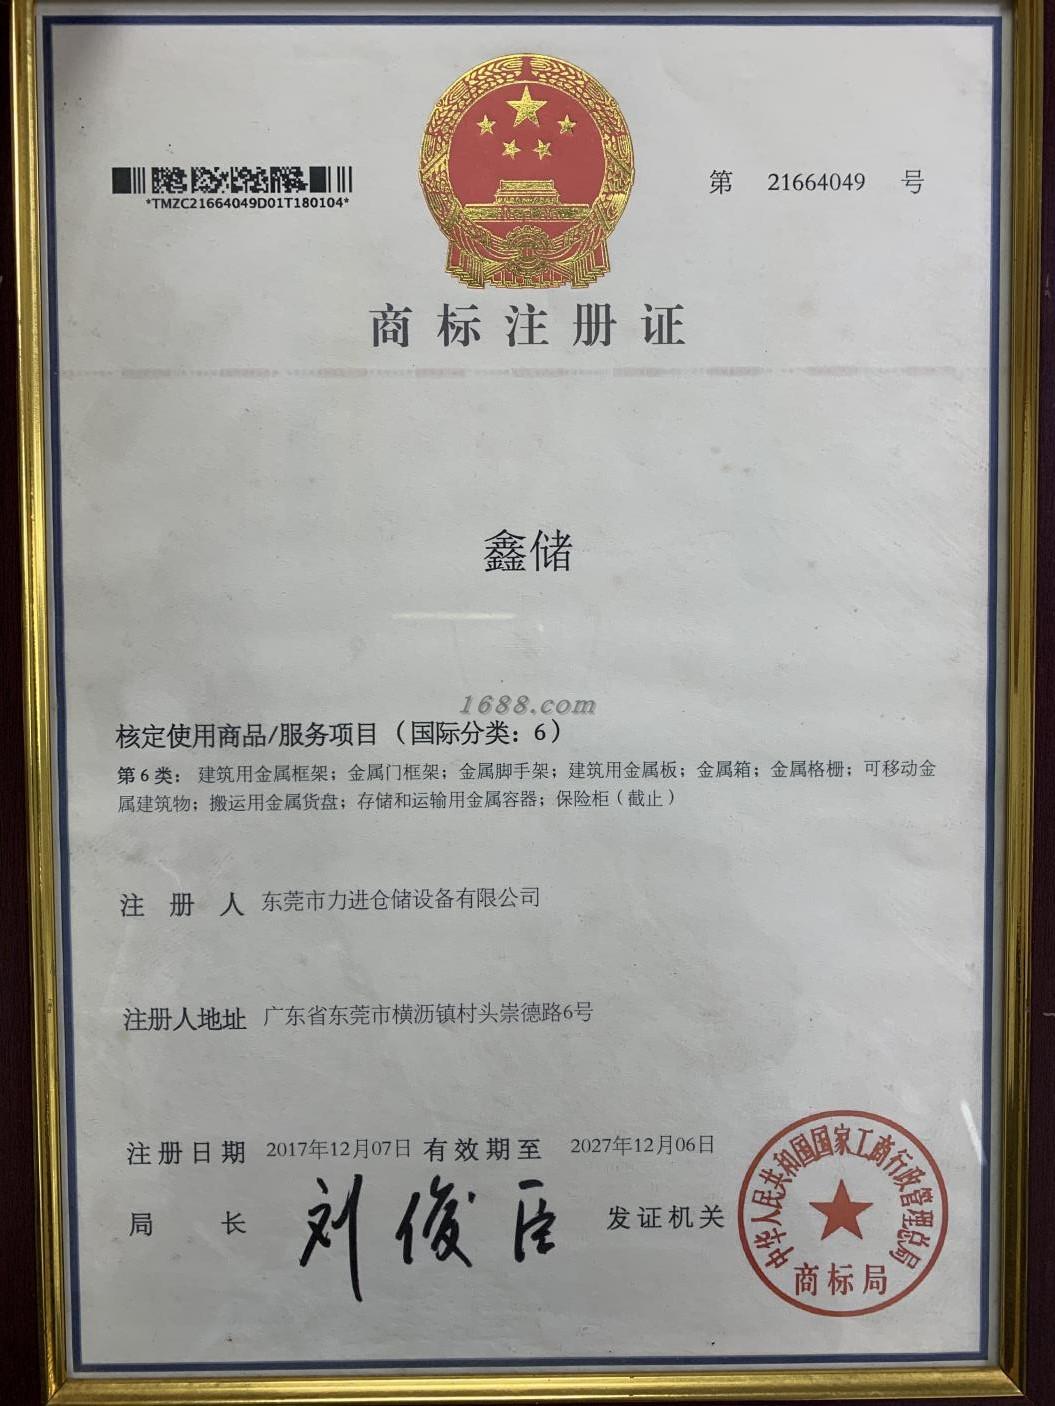 *TMZC21664049D01T180104*
第 21664049 号
商标注册证
鑫储
1688.com
核定使用商品/服务项目（国际分类：6）
第6类：建筑用金属框架；金属门框架；金属脚手架；建筑用金属板；金属箱；金属格栅；可移动金
属建筑物；搬运用金属货盘；存储和运输用金属容器；保险柜（截止）
注册人 东莞市力进仓储设备有限公司
注册人地址 广东省东莞市横沥镇村头崇德路6号
注册日期 2017年12月07日 有效期至 2027年12月06日
局长 刘俊臣 发证机关
中华人民共和国国家工商行政管理总局
商标局